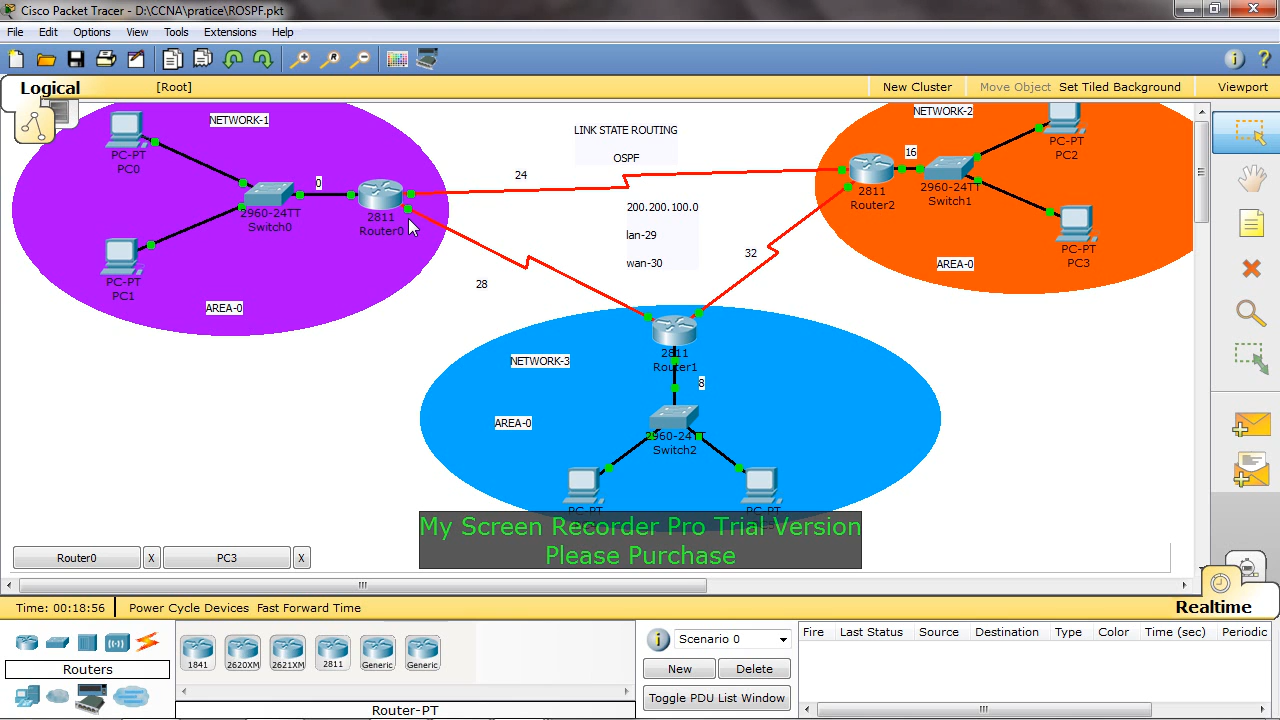 Cisco Packet Tracer - D:\CCNA\pratice\ROSPF.pkt
File Edit Options View Tools Extensions Help
Logical [Root] New Cluster Move Object Set Tiled Background Viewport
NETWORK-1
PC-PT
PC0
0
2960-24TT
Switch0
2811
Router0
PC-PT
PC1
AREA-0
LINK STATE ROUTING
OSPF
24
200.200.100.0
lan-29
wan-30
28
32
NETWORK-2
16
PC-PT
PC2
2811
Router2
2960-24TT
Switch1
PC-PT
PC3
AREA-0
NETWORK-3
2811
Router1
8
AREA-0
2960-24TT
Switch2
PC-PT
PC-PT
My Screen Recorder Pro Trial Version
Please Purchase
Router0 X PC3 X
Time: 00:18:56 Power Cycle Devices Fast Forward Time Realtime
Routers
1841 2620XM 2621XM 2811 Generic Generic
Router-PT
Scenario 0
New Delete
Toggle PDU List Window
Fire Last Status Source Destination Type Color Time (sec) Periodic